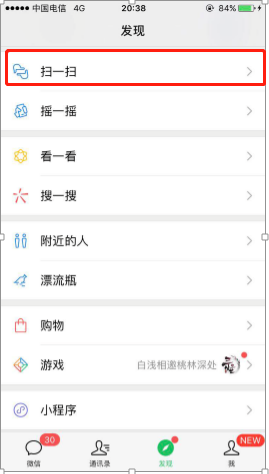 中国电信 4G 20:38 84%
发现
扫一扫
摇一摇
看一看
搜一搜
附近的人
漂流瓶
购物
游戏 白浅相邀桃林深处
小程序
30 NEW
微信 通讯录 发现 我